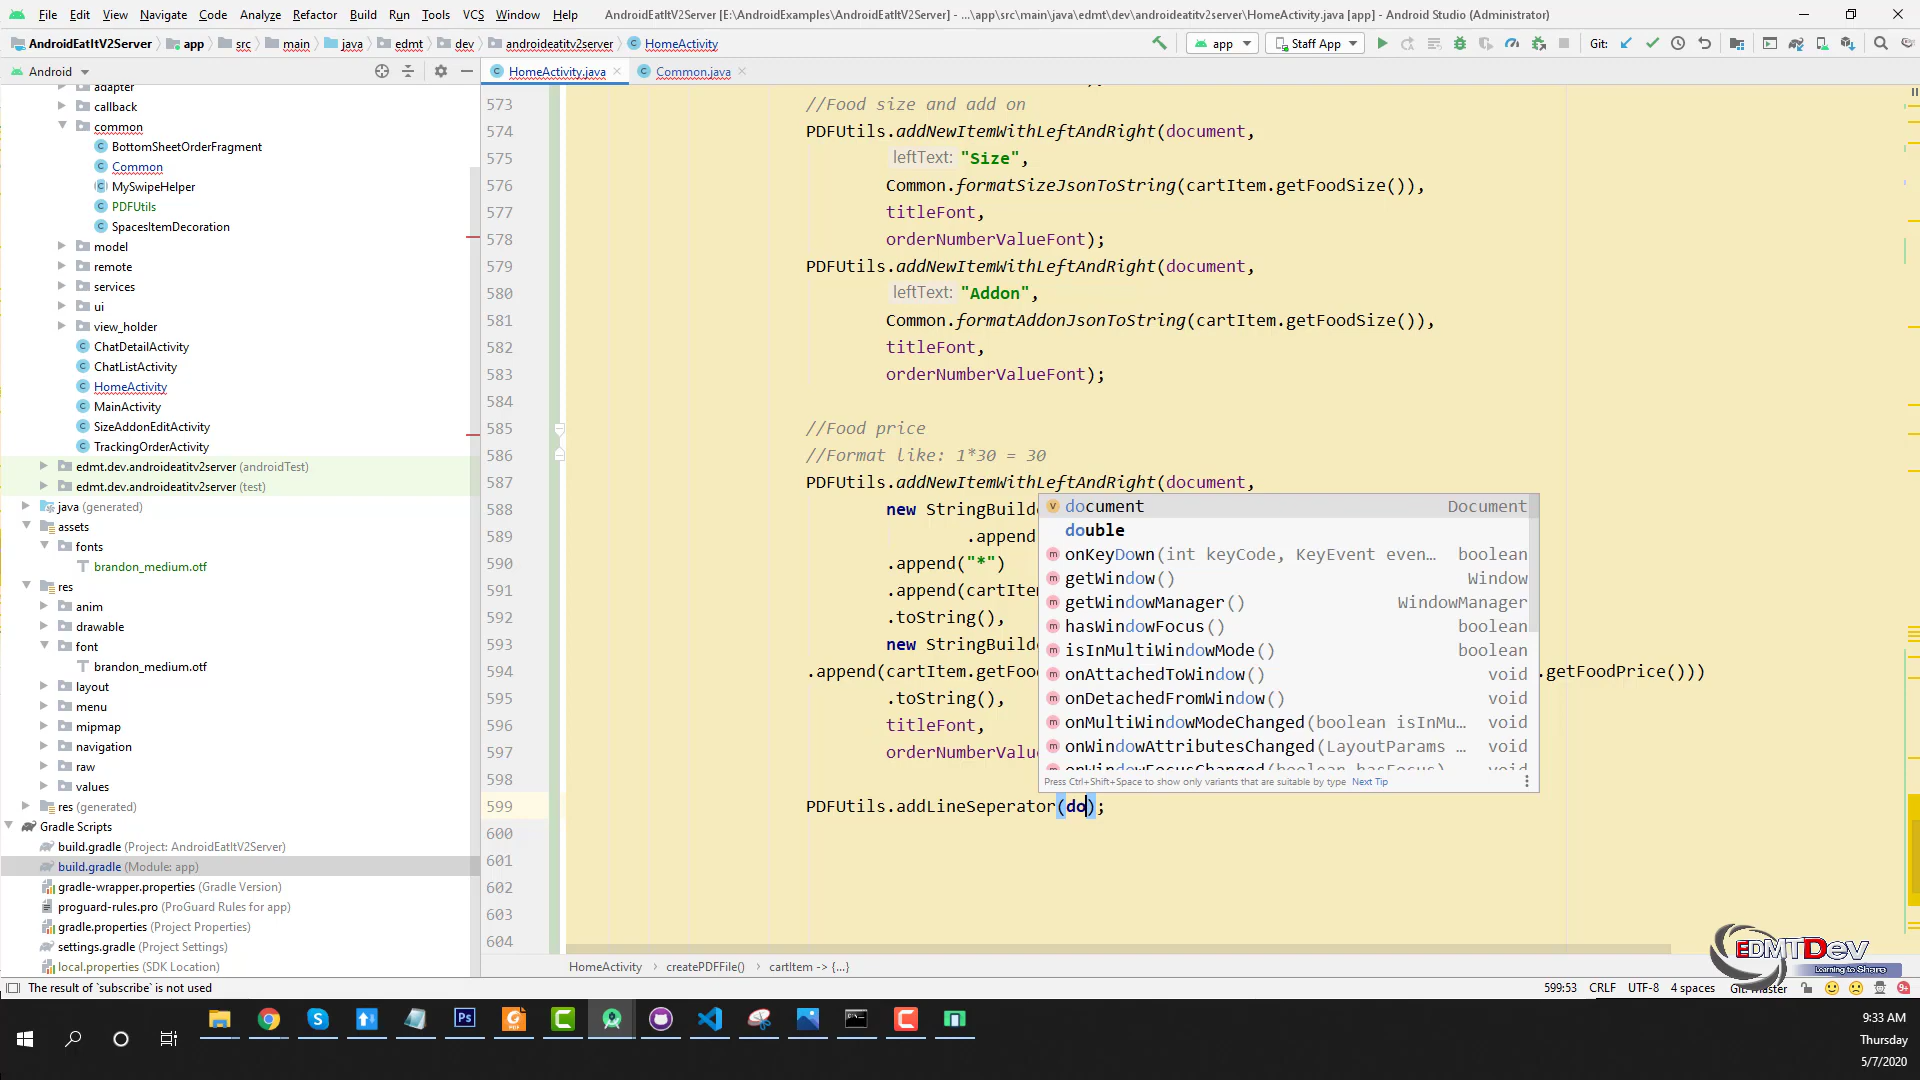 File Edit View Navigate Code Analyze Refactor Build Run Tools VCS Window Help AndroidEatItV2Server [E:\AndroidExamples\AndroidEatItV2Server] - ...\app\src\main\java\edmt\dev\androideatitv2server\HomeActivity.java [app] - Android Studio (Administrator)
AndroidEatItV2Server app src main java edmt dev androideatitv2server HomeActivity app Staff App Git:
Android HomeActivity.java Common.java
adapter
callback
common
BottomSheetOrderFragment
Common
MySwipeHelper
PDFUtils
SpacesItemDecoration
model
remote
services
ui
view_holder
ChatDetailActivity
ChatListActivity
HomeActivity
MainActivity
SizeAddonEditActivity
TrackingOrderActivity
edmt.dev.androideatitv2server (androidTest)
edmt.dev.androideatitv2server (test)
java (generated)
assets
fonts
brandon_medium.otf
res
anim
drawable
font
brandon_medium.otf
layout
menu
mipmap
navigation
raw
values
res (generated)
Gradle Scripts
build.gradle (Project: AndroidEatItV2Server)
build.gradle (Module: app)
gradle-wrapper.properties (Gradle Version)
proguard-rules.pro (ProGuard Rules for app)
gradle.properties (Project Properties)
settings.gradle (Project Settings)
local.properties (SDK Location)
573 //Food size and add on
574 PDFUtils.addNewItemWithLeftAndRight(document,
575 leftText: "Size",
576 Common.formatSizeJsonToString(cartItem.getFoodSize()),
577 titleFont,
578 orderNumberValueFont);
579 PDFUtils.addNewItemWithLeftAndRight(document,
580 leftText: "Addon",
581 Common.formatAddonJsonToString(cartItem.getFoodSize()),
582 titleFont,
583 orderNumberValueFont);
584
585 //Food price
586 //Format like: 1*30 = 30
587 PDFUtils.addNewItemWithLeftAndRight(document,
588 new StringBuilde
589 .append
590 .append("*")
591 .append(cartItem
592 .toString(),
593 new StringBuilde
594 .append(cartItem.getFoo .getFoodPrice()))
595 .toString(),
596 titleFont,
597 orderNumberValu
598
599 PDFUtils.addLineSeperator(do);
600
601
602
603
604
document Document
double
onKeyDown(int keyCode, KeyEvent even… boolean
getWindow() Window
getWindowManager() WindowManager
hasWindowFocus() boolean
isInMultiWindowMode() boolean
onAttachedToWindow() void
onDetachedFromWindow() void
onMultiWindowModeChanged(boolean isInMu… void
onWindowAttributesChanged(LayoutParams … void
onWindowFocusChanged(boolean hasFocus) void
Press Ctrl+Shift+Space to show only variants that are suitable by type Next Tip
EDMTDev
Learning to Share
HomeActivity createPDFFile() cartItem -> {...}
The result of `subscribe` is not used 599:53 CRLF UTF-8 4 spaces Git: master
9:33 AM
Thursday
5/7/2020